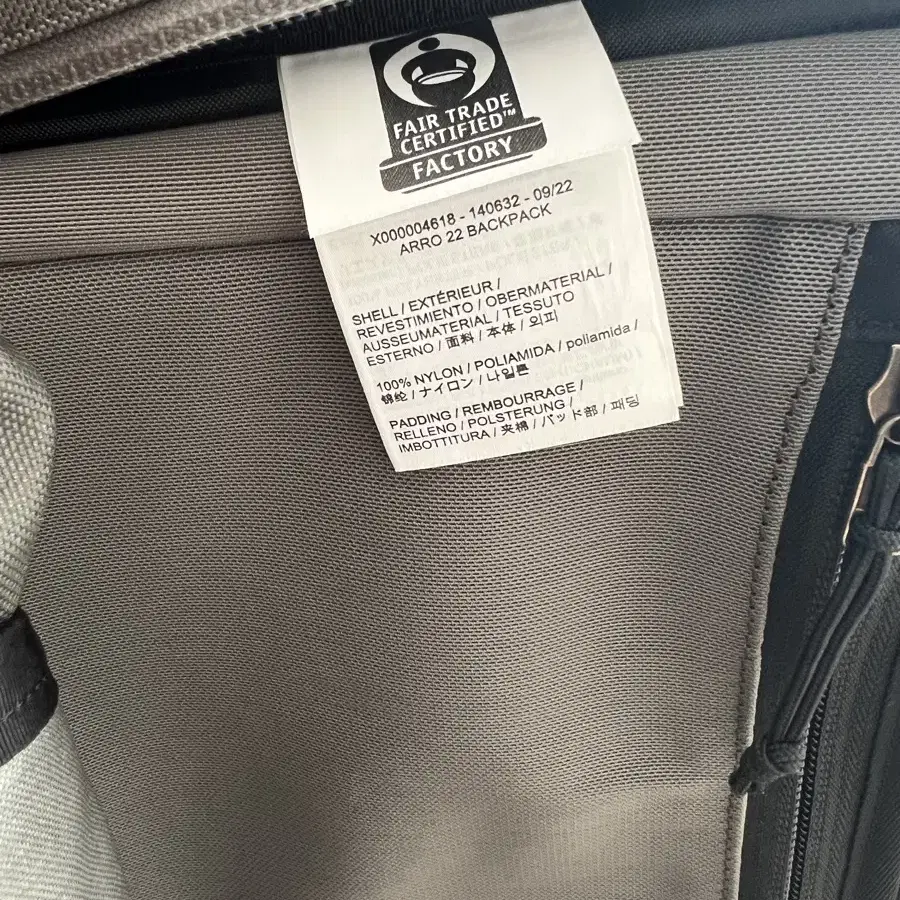 FAIR TRADE
CERTIFIED™
FACTORY
X000004618 - 140632 - 09/22
ARRO 22 BACKPACK
SHELL / EXTÉRIEUR /
REVESTIMIENTO / OBERMATERIAL /
AUSSEUMATERIAL / TESSUTO
ESTERNO / 面料 / 本体 / 외피
100% NYLON / POLIAMIDA / poliamida /
锦纶 / ナイロン / 나일론
PADDING / REMBOURRAGE /
RELLENO / POLSTERUNG /
IMBOTTITURA / 夹棉 / パッド部 / 패딩